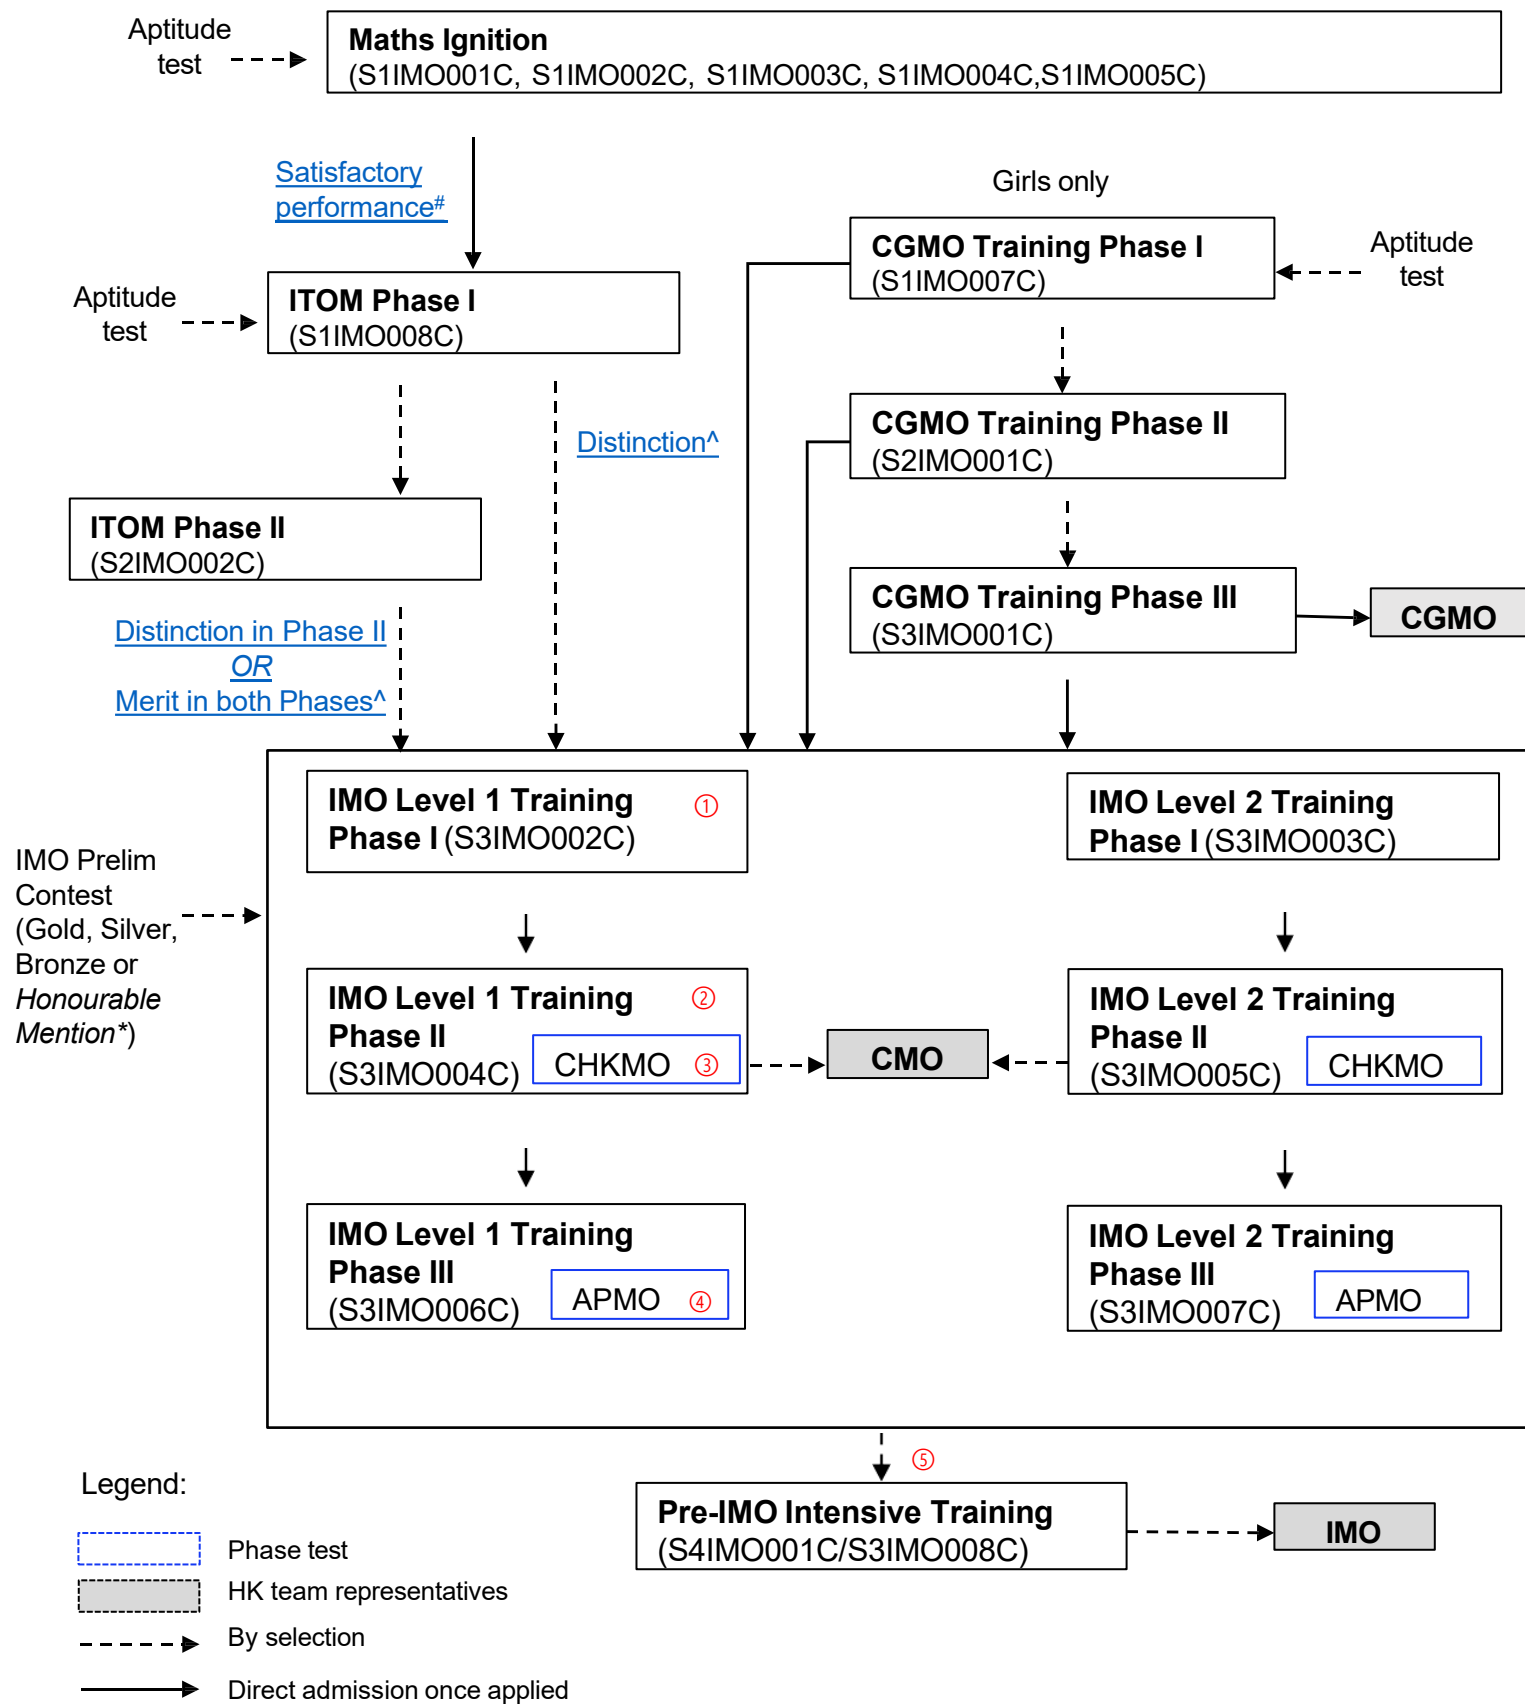 Aptitude
test
Maths Ignition
(S1IMO001C, S1IMO002C, S1IMO003C, S1IMO004C,S1IMO005C)
Satisfactory
performance#
Girls only
CGMO Training Phase I
(S1IMO007C)
Aptitude
test
Aptitude
test
ITOM Phase I
(S1IMO008C)
Distinction^
CGMO Training Phase II
(S2IMO001C)
ITOM Phase II
(S2IMO002C)
CGMO Training Phase III
(S3IMO001C)
CGMO
Distinction in Phase II
OR
Merit in both Phases^
IMO Level 1 Training ①
Phase I (S3IMO002C)
IMO Level 2 Training
Phase I (S3IMO003C)
IMO Prelim
Contest
(Gold, Silver,
Bronze or
Honourable
Mention*)
IMO Level 1 Training ②
Phase II
(S3IMO004C)
CHKMO ③
CMO
IMO Level 2 Training
Phase II
(S3IMO005C)
CHKMO
IMO Level 1 Training
Phase III
(S3IMO006C)
APMO ④
IMO Level 2 Training
Phase III
(S3IMO007C)
APMO
⑤
Pre-IMO Intensive Training
(S4IMO001C/S3IMO008C)
IMO
Legend:
Phase test
HK team representatives
By selection
Direct admission once applied